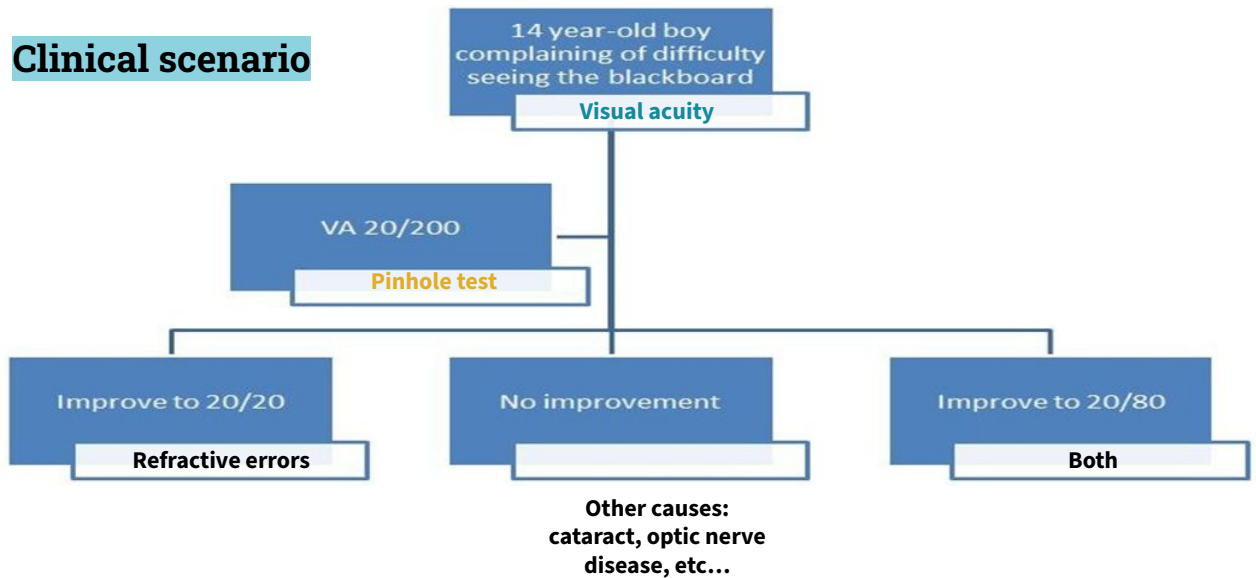 Clinical scenario
14 year-old boy
complaining of difficulty
seeing the blackboard
Visual acuity
VA 20/200
Pinhole test
Improve to 20/20
Refractive errors
No improvement
Other causes:
cataract, optic nerve
disease, etc...
Improve to 20/80
Both